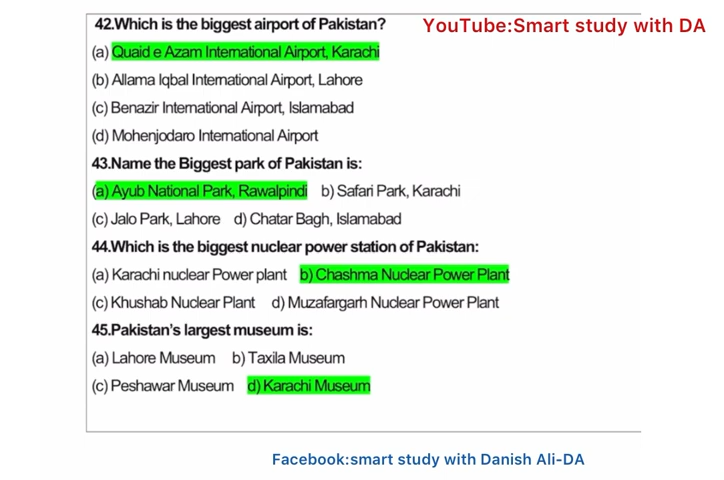 42.Which is the biggest airport of Pakistan?
YouTube:Smart study with DA
(a) Quaid e Azam International Airport, Karachi
(b) Allama Iqbal International Airport, Lahore
(c) Benazir International Airport, Islamabad
(d) Mohenjodaro International Airport
43.Name the Biggest park of Pakistan is:
(a) Ayub National Park, Rawalpindi b) Safari Park, Karachi
(c) Jalo Park, Lahore d) Chatar Bagh, Islamabad
44.Which is the biggest nuclear power station of Pakistan:
(a) Karachi nuclear Power plant b) Chashma Nuclear Power Plant
(c) Khushab Nuclear Plant d) Muzafargarh Nuclear Power Plant
45.Pakistan’s largest museum is:
(a) Lahore Museum b) Taxila Museum
(c) Peshawar Museum d) Karachi Museum
Facebook:smart study with Danish Ali-DA